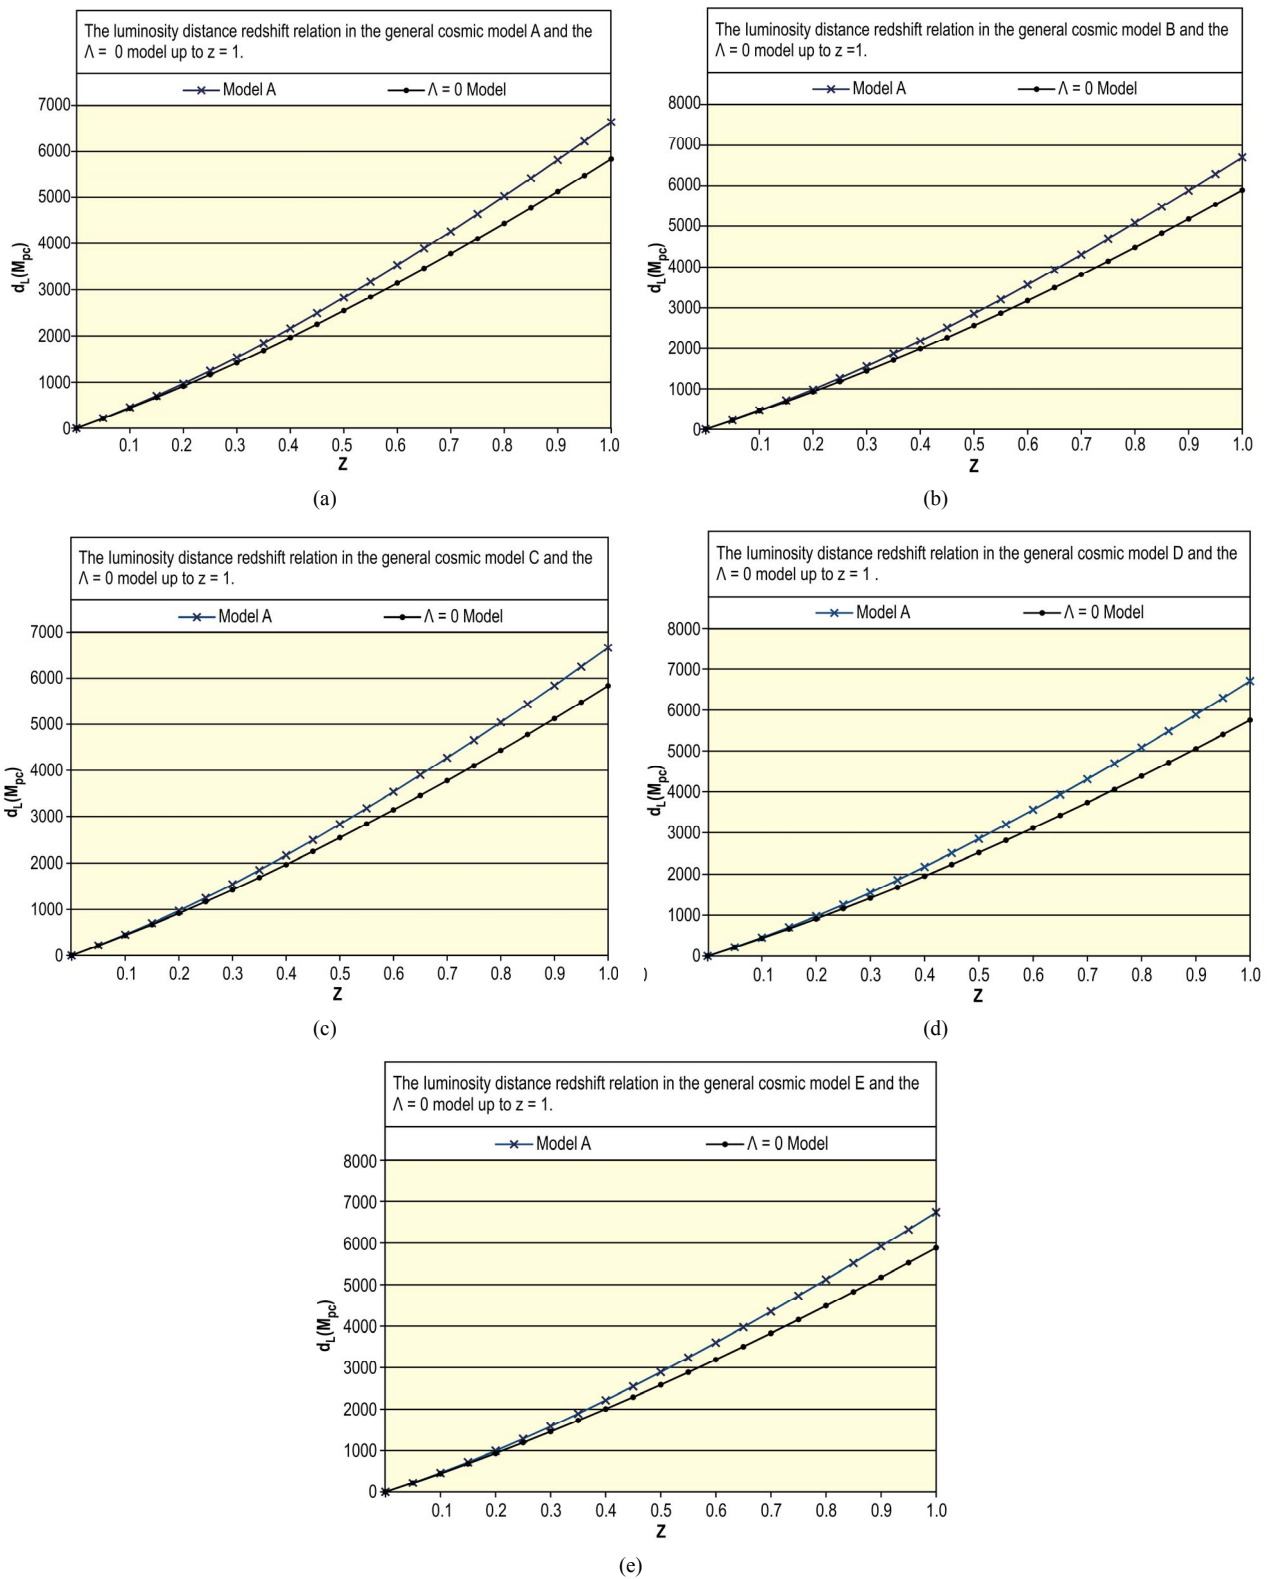 The luminosity distance redshift relation in the general cosmic model A and the
Λ = 0 model up to z = 1.
Model A Λ = 0 Model
7000
6000
5000
4000
3000
2000
1000
0
dL(Mpc)
0.1 0.2 0.3 0.4 0.5 0.6 0.7 0.8 0.9 1.0
Z
(a)
The luminosity distance redshift relation in the general cosmic model B and the
Λ = 0 model up to z =1.
Model A Λ = 0 Model
8000
7000
6000
5000
4000
3000
2000
1000
0
dL(Mpc)
0.1 0.2 0.3 0.4 0.5 0.6 0.7 0.8 0.9 1.0
Z
(b)
The luminosity distance redshift relation in the general cosmic model C and the
Λ = 0 model up to z = 1.
Model A Λ = 0 Model
7000
6000
5000
4000
3000
2000
1000
0
dL(Mpc)
0.1 0.2 0.3 0.4 0.5 0.6 0.7 0.8 0.9 1.0
Z
(c)
The luminosity distance redshift relation in the general cosmic model D and the
Λ = 0 model up to z = 1 .
Model A Λ = 0 Model
8000
7000
6000
5000
4000
3000
2000
1000
0
dL(Mpc)
)
0.1 0.2 0.3 0.4 0.5 0.6 0.7 0.8 0.9 1.0
Z
(d)
The luminosity distance redshift relation in the general cosmic model E and the
Λ = 0 model up to z = 1.
Model A Λ = 0 Model
8000
7000
6000
5000
4000
3000
2000
1000
0
dL(Mpc)
0.1 0.2 0.3 0.4 0.5 0.6 0.7 0.8 0.9 1.0
Z
(e)